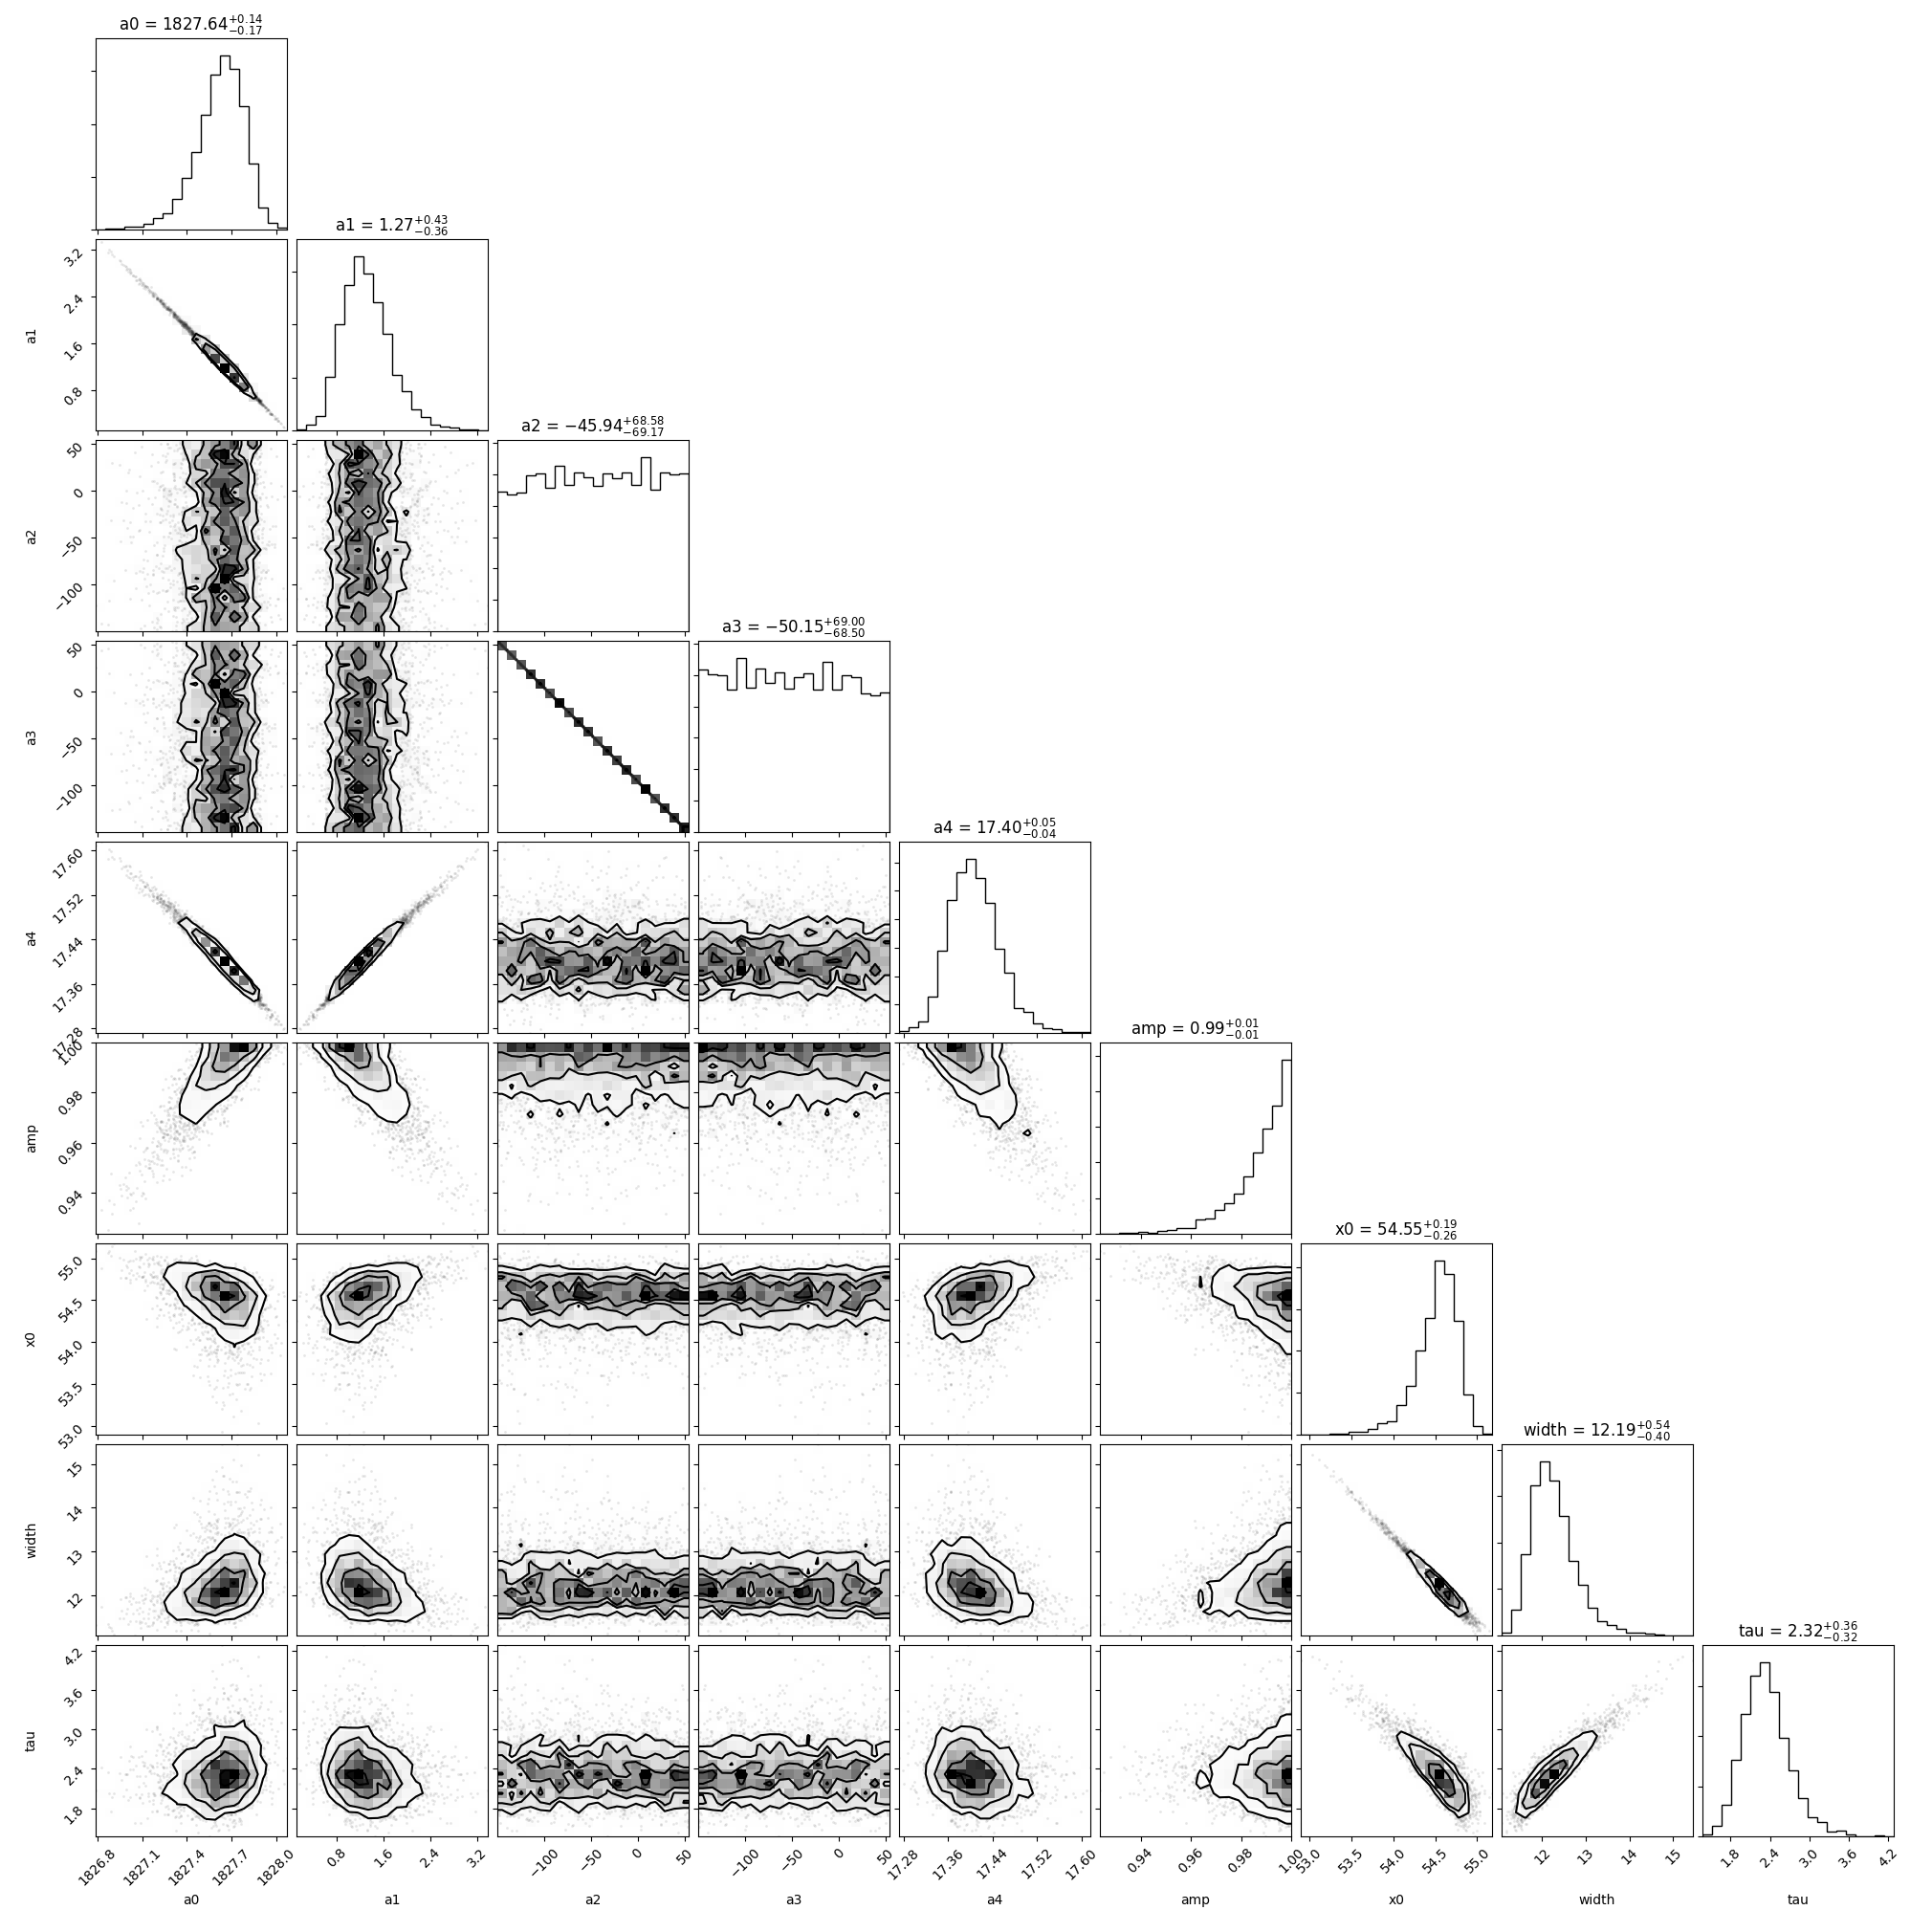 a0 = 1827.64 +0.14 −0.17
a1 = 1.27 +0.43 −0.36
3.2
2.4
1.6
0.8
a1
a2 = −45.94 +68.58 −69.17
50
0
−50
−100
a2
a3 = −50.15 +69.00 −68.50
50
0
−50
−100
a3
a4 = 17.40 +0.05 −0.04
17.60
17.52
17.44
17.36
17.28
a4
amp = 0.99 +0.01 −0.01
1.00
0.98
0.96
0.94
amp
x0 = 54.55 +0.19 −0.26
55.0
54.5
54.0
53.5
53.0
x0
width = 12.19 +0.54 −0.40
15
14
13
12
width
tau = 2.32 +0.36 −0.32
4.2
3.6
3.0
2.4
1.8
tau
1826.8 1827.1 1827.4 1827.7 1828.0 0.8 1.6 2.4 3.2 −100 −50 0 50 −100 −50 0 50 17.28 17.36 17.44 17.52 17.60 0.94 0.96 0.98 1.00 53.0 53.5 54.0 54.5 55.0 12 13 14 15 1.8 2.4 3.0 3.6 4.2
a0 a1 a2 a3 a4 amp x0 width tau